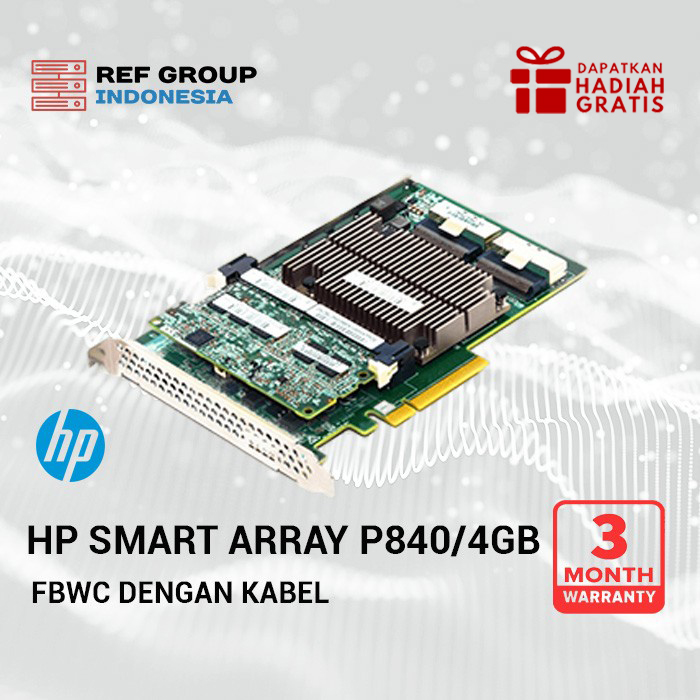 REF GROUP
INDONESIA
DAPATKAN
HADIAH
GRATIS
hp
HP SMART ARRAY P840/4GB
FBWC DENGAN KABEL
3
MONTH
WARRANTY